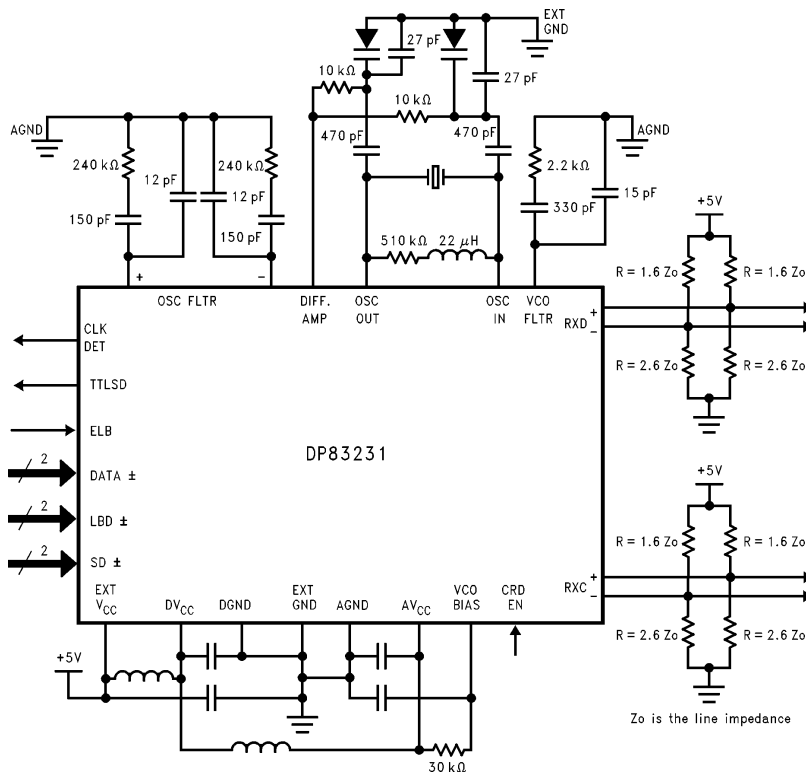 EXT
GND
27 pF
27 pF
10 kΩ
10 kΩ
AGND
470 pF
470 pF
AGND
240 kΩ
12 pF
240 kΩ
12 pF
150 pF
150 pF
2.2 kΩ
15 pF
330 pF
510 kΩ
22 μH
+
−
OSC FLTR
DIFF.
AMP
OSC
OUT
OSC
IN
VCO
FLTR
+5V
R = 1.6 Zo
R = 1.6 Zo
RXD
+
−
R = 2.6 Zo
R = 2.6 Zo
CLK
DET
TTLSD
ELB
2
DATA ±
2
LBD ±
2
SD ±
DP83231
+5V
R = 1.6 Zo
R = 1.6 Zo
RXC
+
−
R = 2.6 Zo
R = 2.6 Zo
EXT
VCC
DVCC
DGND
EXT
GND
AGND
AVCC
VCO
BIAS
CRD
EN
+5V
30 kΩ
Zo is the line impedance